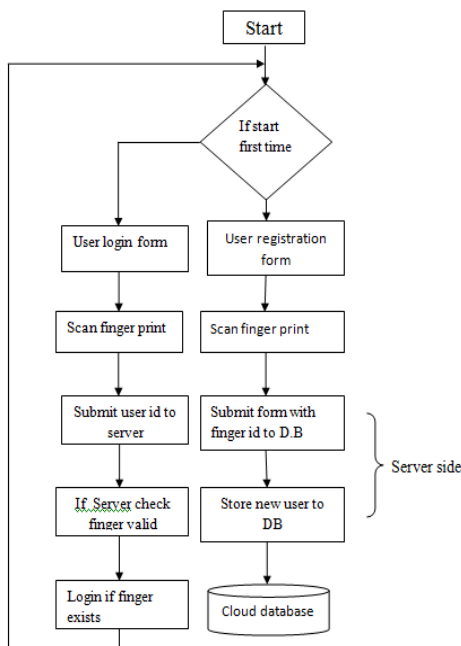 Start
If start
first time
User login form
User registration
form
Scan finger print
Scan finger print
Submit user id to
server
Submit form with
finger id to D.B
Server side
If Server check
finger valid
Store new user to
DB
Login if finger
exists
Cloud database